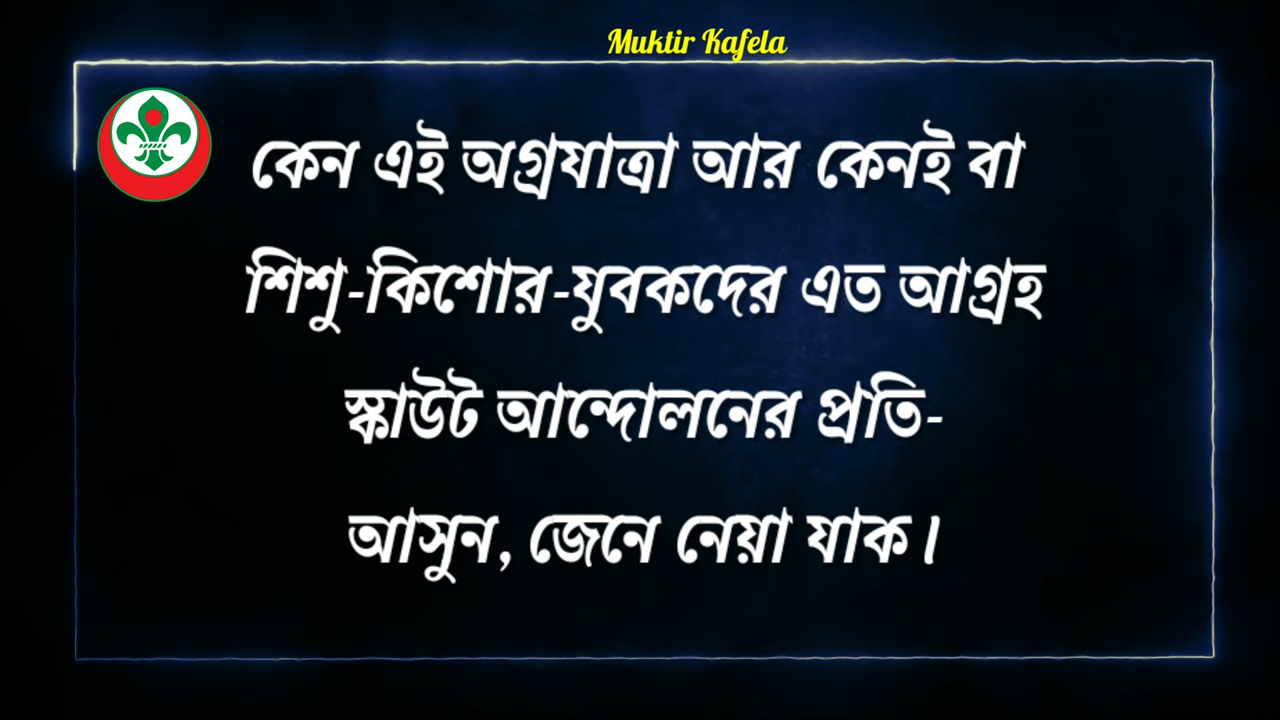 Muktir Kafela
কেন এই অগ্রযাত্রা আর কেনই বা
শিশু-কিশোর-যুবকদের এত আগ্রহ
স্কাউট আন্দোলনের প্রতি-
আসুন, জেনে নেয়া যাক।